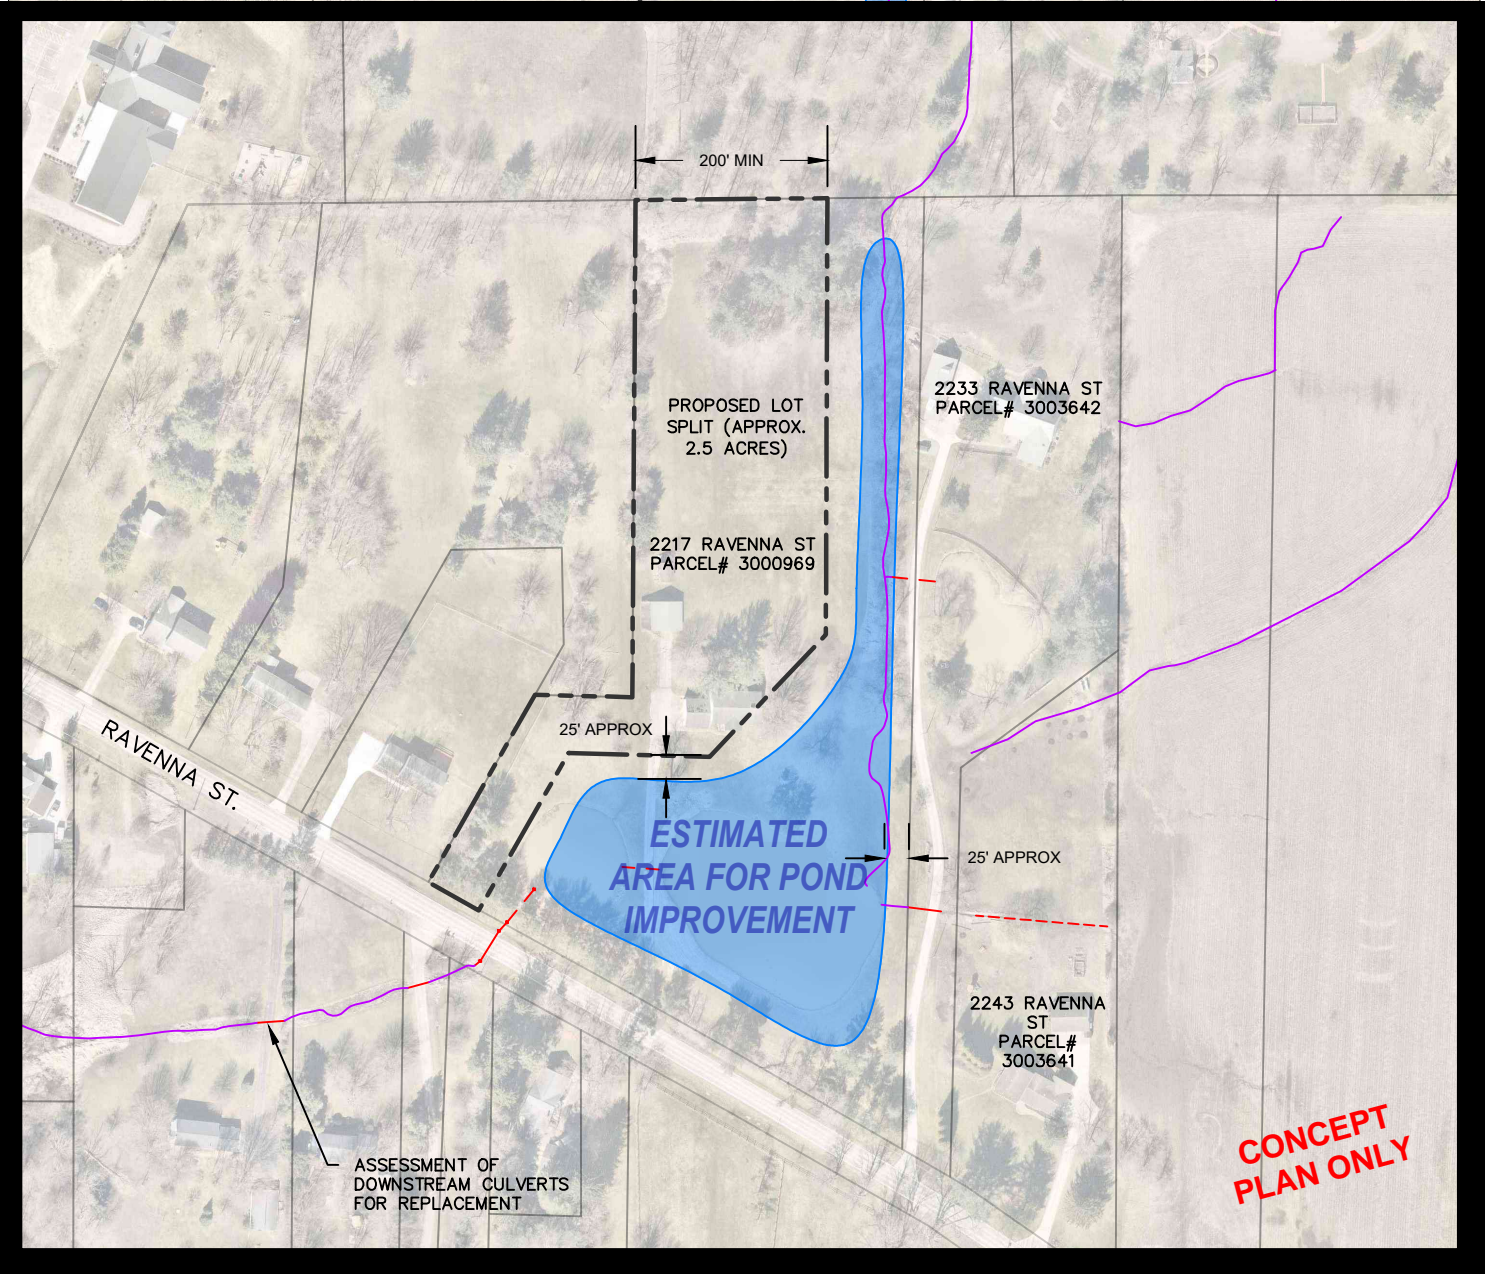 200' MIN
2233 RAVENNA ST
PARCEL# 3003642
PROPOSED LOT
SPLIT (APPROX.
2.5 ACRES)
2217 RAVENNA ST
PARCEL# 3000969
25' APPROX
RAVENNA ST.
ESTIMATED
AREA FOR POND
IMPROVEMENT
25' APPROX
2243 RAVENNA
ST
PARCEL#
3003641
ASSESSMENT OF
DOWNSTREAM CULVERTS
FOR REPLACEMENT
CONCEPT
PLAN ONLY